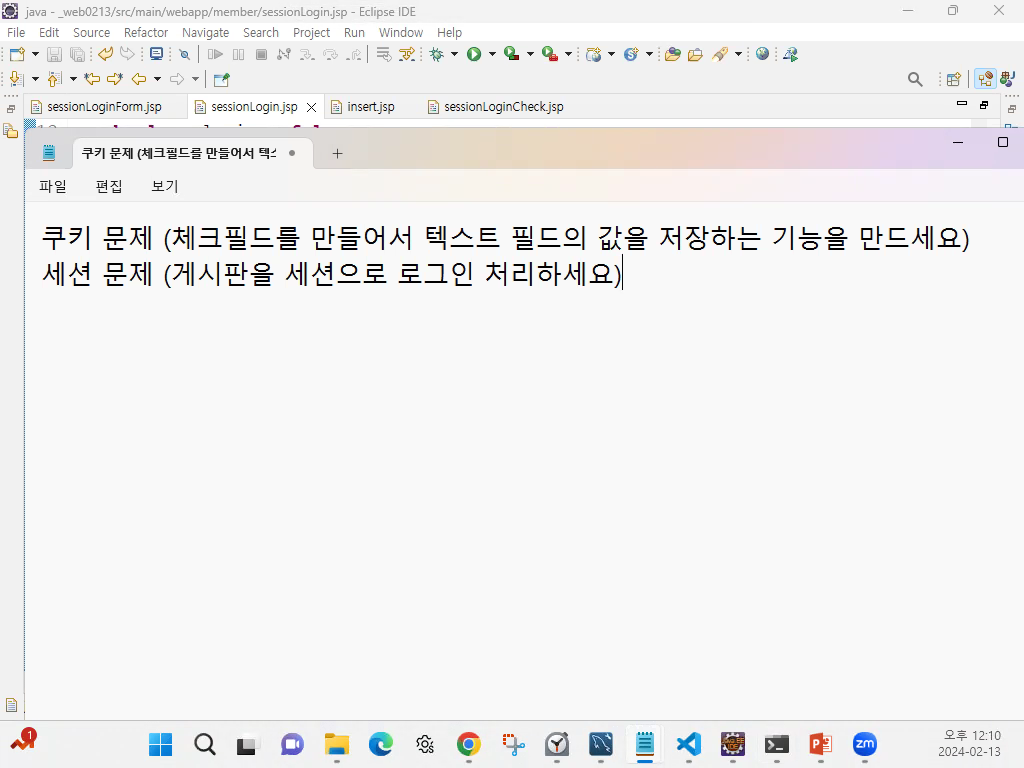 java - _web0213/src/main/webapp/member/sessionLogin.jsp - Eclipse IDE
File Edit Source Refactor Navigate Search Project Run Window Help
sessionLoginForm.jsp sessionLogin.jsp insert.jsp sessionLoginCheck.jsp
쿠키 문제 (체크필드를 만들어서 텍스
파일 편집 보기
쿠키 문제 (체크필드를 만들어서 텍스트 필드의 값을 저장하는 기능을 만드세요)
세션 문제 (게시판을 세션으로 로그인 처리하세요)
1
zm
오후 12:10
2024-02-13